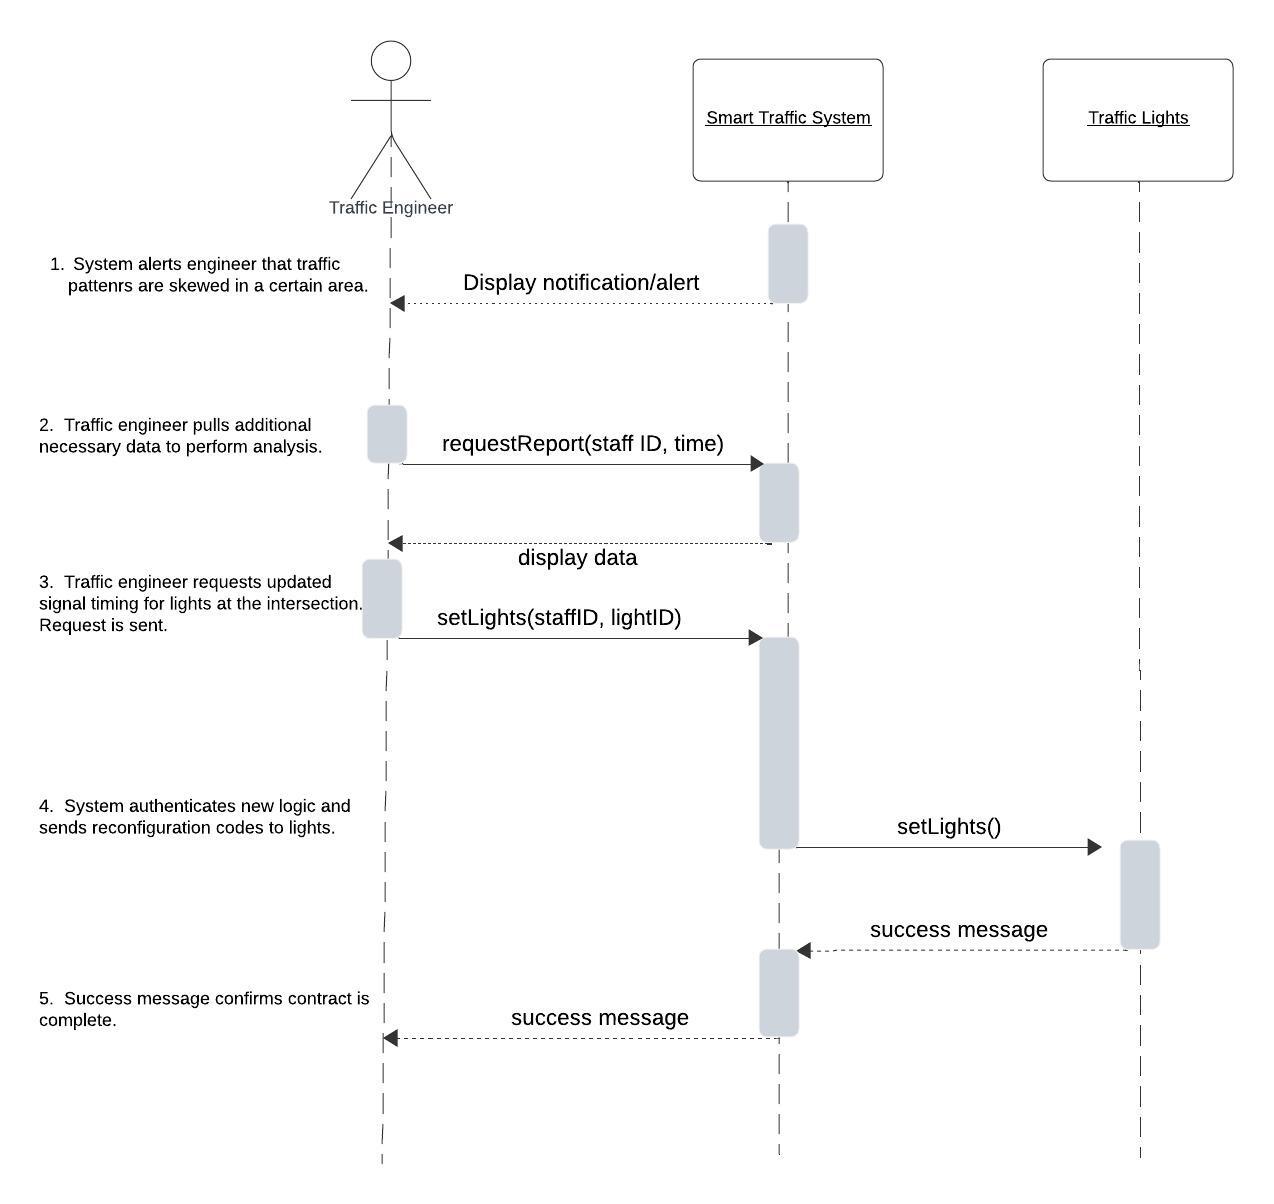 Smart Traffic System
Traffic Lights
Traffic Engineer
1.  System alerts engineer that traffic
pattenrs are skewed in a certain area.
Display notification/alert
2.  Traffic engineer pulls additional
necessary data to perform analysis.
requestReport(staff ID, time)
display data
3.  Traffic engineer requests updated
signal timing for lights at the intersection.
Request is sent.
setLights(staffID, lightID)
4.  System authenticates new logic and
sends reconfiguration codes to lights.
setLights()
success message
5.  Success message confirms contract is
complete.
success message